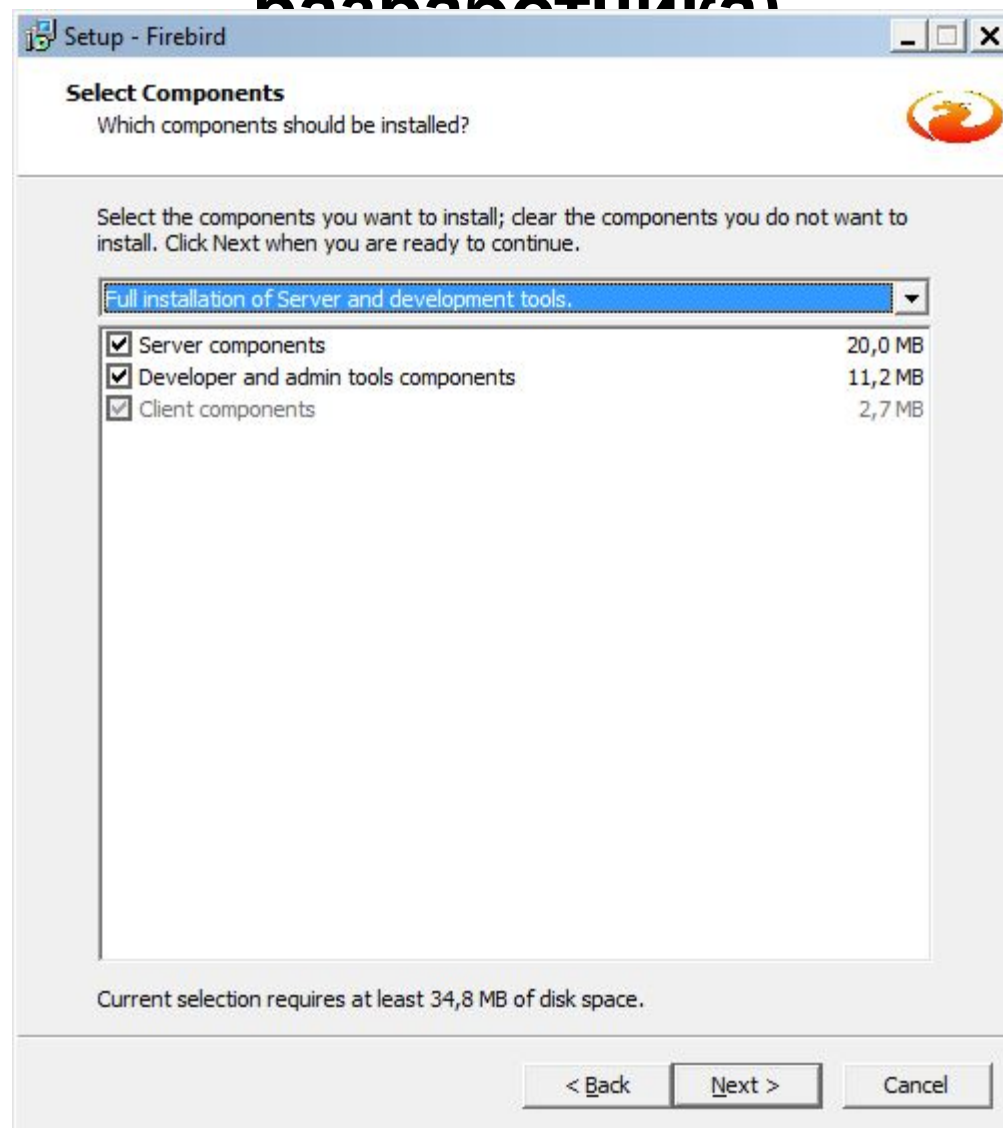 разработчика)
Setup - Firebird
Select Components
Which components should be installed?
Select the components you want to install; clear the components you do not want to
install. Click Next when you are ready to continue.
Full installation of Server and development tools.
Server components 20,0 MB
Developer and admin tools components 11,2 MB
Client components 2,7 MB
Current selection requires at least 34,8 MB of disk space.
< Back Next > Cancel